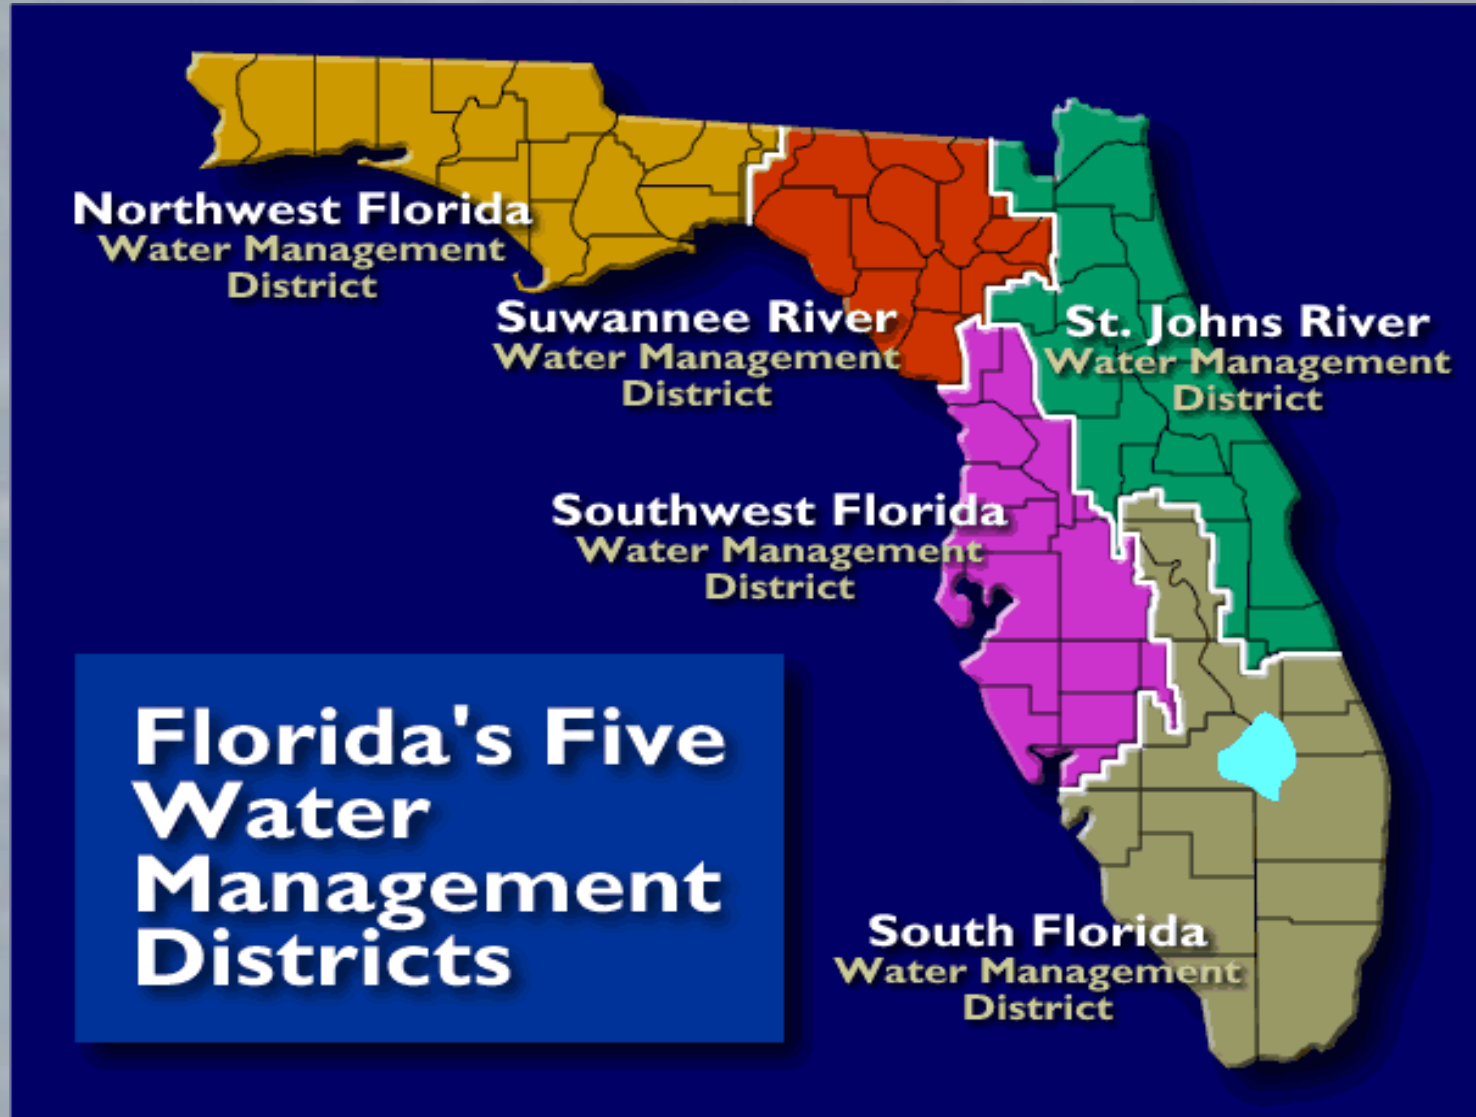 Northwest Florida
Water Management
District
Suwannee River
Water Management
District
St. Johns River
Water Management
District
Southwest Florida
Water Management
District
Florida's Five
Water
Management
Districts
South Florida
Water Management
District